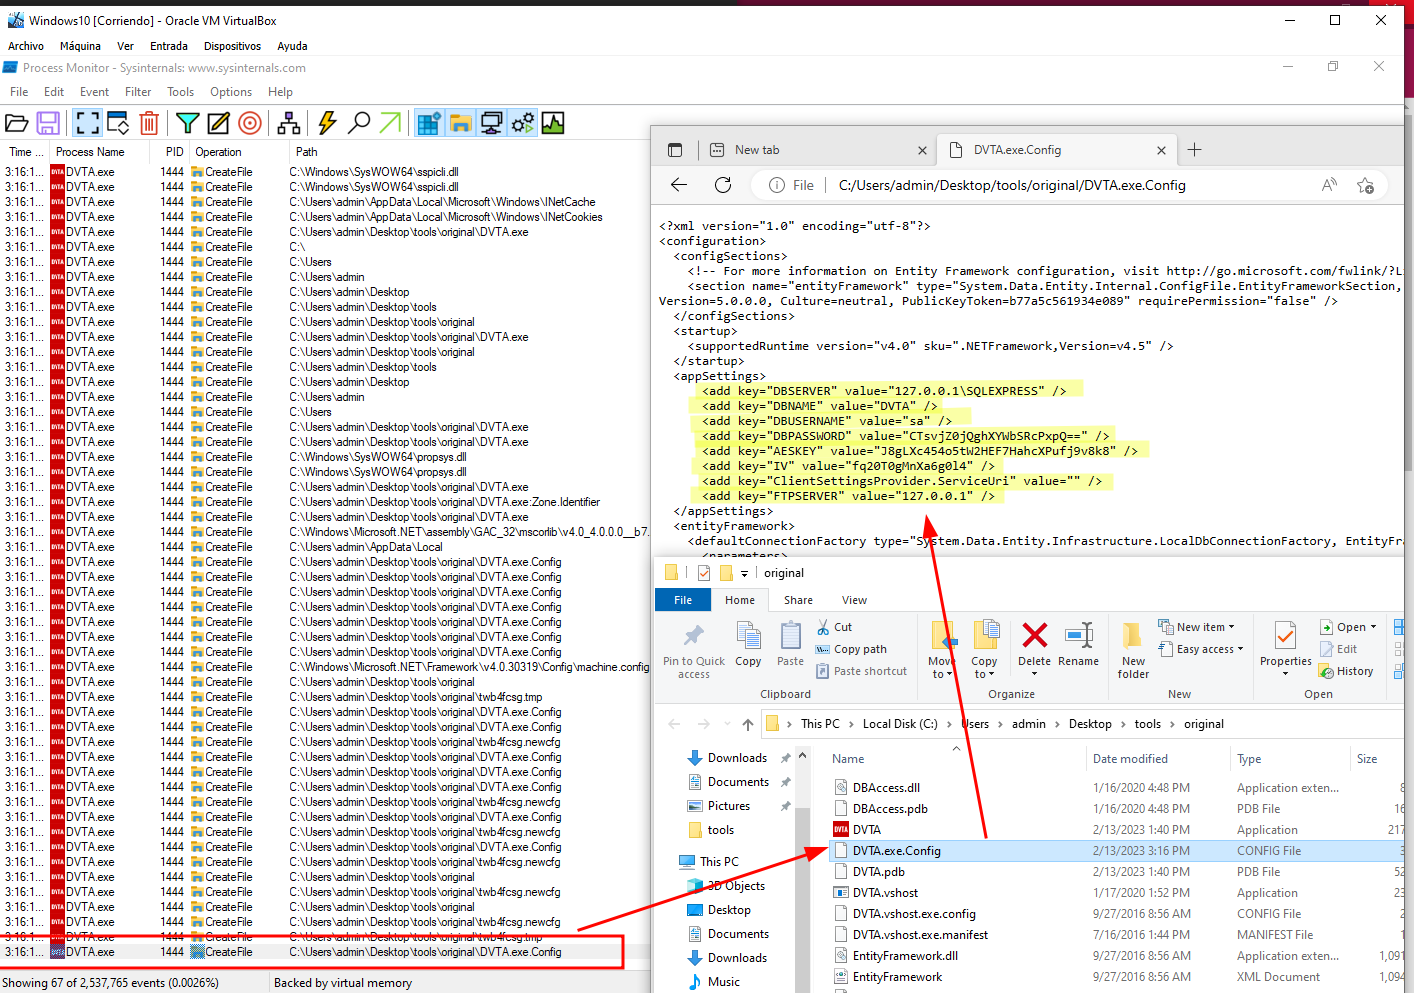 Windows10 [Corriendo] - Oracle VM VirtualBox
Archivo Máquina Ver Entrada Dispositivos Ayuda
Process Monitor - Sysinternals: www.sysinternals.com
File Edit Event Filter Tools Options Help
Time ... Process Name PID Operation Path
3:16:1... DVTA.exe 1444 CreateFile C:\Windows\SysWOW64\sspicli.dll
3:16:1... DVTA.exe 1444 CreateFile C:\Windows\SysWOW64\sspicli.dll
3:16:1... DVTA.exe 1444 CreateFile C:\Users\admin\AppData\Local\Microsoft\Windows\INetCache
3:16:1... DVTA.exe 1444 CreateFile C:\Users\admin\AppData\Local\Microsoft\Windows\INetCookies
3:16:1... DVTA.exe 1444 CreateFile C:\Users\admin\Desktop\tools\original\DVTA.exe
3:16:1... DVTA.exe 1444 CreateFile C:\
3:16:1... DVTA.exe 1444 CreateFile C:\Users
3:16:1... DVTA.exe 1444 CreateFile C:\Users\admin
3:16:1... DVTA.exe 1444 CreateFile C:\Users\admin\Desktop
3:16:1... DVTA.exe 1444 CreateFile C:\Users\admin\Desktop\tools
3:16:1... DVTA.exe 1444 CreateFile C:\Users\admin\Desktop\tools\original
3:16:1... DVTA.exe 1444 CreateFile C:\Users\admin\Desktop\tools\original\DVTA.exe
3:16:1... DVTA.exe 1444 CreateFile C:\Users\admin\Desktop\tools\original
3:16:1... DVTA.exe 1444 CreateFile C:\Users\admin\Desktop\tools
3:16:1... DVTA.exe 1444 CreateFile C:\Users\admin\Desktop
3:16:1... DVTA.exe 1444 CreateFile C:\Users\admin
3:16:1... DVTA.exe 1444 CreateFile C:\Users
3:16:1... DVTA.exe 1444 CreateFile C:\Users\admin\Desktop\tools\original\DVTA.exe
3:16:1... DVTA.exe 1444 CreateFile C:\Users\admin\Desktop\tools\original\DVTA.exe
3:16:1... DVTA.exe 1444 CreateFile C:\Windows\SysWOW64\propsys.dll
3:16:1... DVTA.exe 1444 CreateFile C:\Windows\SysWOW64\propsys.dll
3:16:1... DVTA.exe 1444 CreateFile C:\Users\admin\Desktop\tools\original\DVTA.exe
3:16:1... DVTA.exe 1444 CreateFile C:\Users\admin\Desktop\tools\original\DVTA.exe:Zone.Identifier
3:16:1... DVTA.exe 1444 CreateFile C:\Users\admin\Desktop\tools\original\DVTA.exe
3:16:1... DVTA.exe 1444 CreateFile C:\Windows\Microsoft.NET\assembly\GAC_32\mscorlib\v4.0_4.0.0.0__b7.
3:16:1... DVTA.exe 1444 CreateFile C:\Users\admin\AppData\Local
3:16:1... DVTA.exe 1444 CreateFile C:\Users\admin\Desktop\tools\original\DVTA.exe.Config
3:16:1... DVTA.exe 1444 CreateFile C:\Users\admin\Desktop\tools\original\DVTA.exe.Config
3:16:1... DVTA.exe 1444 CreateFile C:\Users\admin\Desktop\tools\original\DVTA.exe.Config
3:16:1... DVTA.exe 1444 CreateFile C:\Users\admin\Desktop\tools\original\DVTA.exe.Config
3:16:1... DVTA.exe 1444 CreateFile C:\Users\admin\Desktop\tools\original\DVTA.exe.Config
3:16:1... DVTA.exe 1444 CreateFile C:\Users\admin\Desktop\tools\original\DVTA.exe.Config
3:16:1... DVTA.exe 1444 CreateFile C:\Users\admin\Desktop\tools\original\DVTA.exe.Config
3:16:1... DVTA.exe 1444 CreateFile C:\Windows\Microsoft.NET\Framework\v4.0.30319\Config\machine.config
3:16:1... DVTA.exe 1444 CreateFile C:\Users\admin\Desktop\tools\original
3:16:1... DVTA.exe 1444 CreateFile C:\Users\admin\Desktop\tools\original\twb4fcsg.tmp
3:16:1... DVTA.exe 1444 CreateFile C:\Users\admin\Desktop\tools\original\DVTA.exe.Config
3:16:1... DVTA.exe 1444 CreateFile C:\Users\admin\Desktop\tools\original\DVTA.exe.Config
3:16:1... DVTA.exe 1444 CreateFile C:\Users\admin\Desktop\tools\original\twb4fcsg.newcfg
3:16:1... DVTA.exe 1444 CreateFile C:\Users\admin\Desktop\tools\original\DVTA.exe.Config
3:16:1... DVTA.exe 1444 CreateFile C:\Users\admin\Desktop\tools\original\DVTA.exe.Config
3:16:1... DVTA.exe 1444 CreateFile C:\Users\admin\Desktop\tools\original\DVTA.exe.Config
3:16:1... DVTA.exe 1444 CreateFile C:\Users\admin\Desktop\tools\original\twb4fcsg.newcfg
3:16:1... DVTA.exe 1444 CreateFile C:\Users\admin\Desktop\tools\original\DVTA.exe.Config
3:16:1... DVTA.exe 1444 CreateFile C:\Users\admin\Desktop\tools\original\twb4fcsg.newcfg
3:16:1... DVTA.exe 1444 CreateFile C:\Users\admin\Desktop\tools\original\DVTA.exe.Config
3:16:1... DVTA.exe 1444 CreateFile C:\Users\admin\Desktop\tools\original\twb4fcsg.newcfg
3:16:1... DVTA.exe 1444 CreateFile C:\Users\admin\Desktop\tools\original
3:16:1... DVTA.exe 1444 CreateFile C:\Users\admin\Desktop\tools\original\twb4fcsg.newcfg
3:16:1... DVTA.exe 1444 CreateFile C:\Users\admin\Desktop\tools\original
3:16:1... DVTA.exe 1444 CreateFile C:\Users\admin\Desktop\tools\original\twb4fcsg.newcfg
3:16:1... DVTA.exe 1444 CreateFile C:\Users\admin\Desktop\tools\original\twb4fcsg.tmp
3:16:1... DVTA.exe 1444 CreateFile C:\Users\admin\Desktop\tools\original\DVTA.exe.Config
Showing 67 of 2,537,765 events (0.0026%) Backed by virtual memory
New tab DVTA.exe.Config
File C:/Users/admin/Desktop/tools/original/DVTA.exe.Config
<?xml version="1.0" encoding="utf-8"?>
<configuration>
<configSections>
<!-- For more information on Entity Framework configuration, visit http://go.microsoft.com/fwlink/?Li
<section name="entityFramework" type="System.Data.Entity.Internal.ConfigFile.EntityFrameworkSection,
Version=5.0.0.0, Culture=neutral, PublicKeyToken=b77a5c561934e089" requirePermission="false" />
</configSections>
<startup>
<supportedRuntime version="v4.0" sku=".NETFramework,Version=v4.5" />
</startup>
<appSettings>
<add key="DBSERVER" value="127.0.0.1\SQLEXPRESS" />
<add key="DBNAME" value="DVTA" />
<add key="DBUSERNAME" value="sa" />
<add key="DBPASSWORD" value="CTsvjZ0jQghXYWbSRcPxpQ==" />
<add key="AESKEY" value="J8gLXc454o5tW2HEF7HahcXPufj9v8k8" />
<add key="IV" value="fq20T0gMnXa6g0l4" />
<add key="ClientSettingsProvider.ServiceUri" value="" />
<add key="FTPSERVER" value="127.0.0.1" />
</appSettings>
<entityFramework>
<defaultConnectionFactory type="System.Data.Entity.Infrastructure.LocalDbConnectionFactory, EntityFra
<parameters>
original
File Home Share View
Pin to Quick access
Copy
Paste
Cut
Copy path
Paste shortcut
Clipboard
Move to
Copy to
Delete
Rename
Organize
New folder
New item
Easy access
New
Properties
Open
Edit
History
Open
This PC Local Disk (C:) Users admin Desktop tools original
Downloads
Documents
Pictures
tools
This PC
3D Objects
Desktop
Documents
Downloads
Music
Name Date modified Type Size
DBAccess.dll 1/16/2020 4:48 PM Application exten... 8
DBAccess.pdb 1/16/2020 4:48 PM PDB File 16
DVTA 2/13/2023 1:40 PM Application 217
DVTA.exe.Config 2/13/2023 3:16 PM CONFIG File 3
DVTA.pdb 2/13/2023 1:40 PM PDB File 52
DVTA.vshost 1/17/2020 1:52 PM Application 23
DVTA.vshost.exe.config 9/27/2016 8:56 AM CONFIG File 2
DVTA.vshost.exe.manifest 7/16/2016 1:44 PM MANIFEST File 1
EntityFramework.dll 9/27/2016 8:56 AM Application exten... 1,091
EntityFramework 9/27/2016 8:56 AM XML Document 1,094